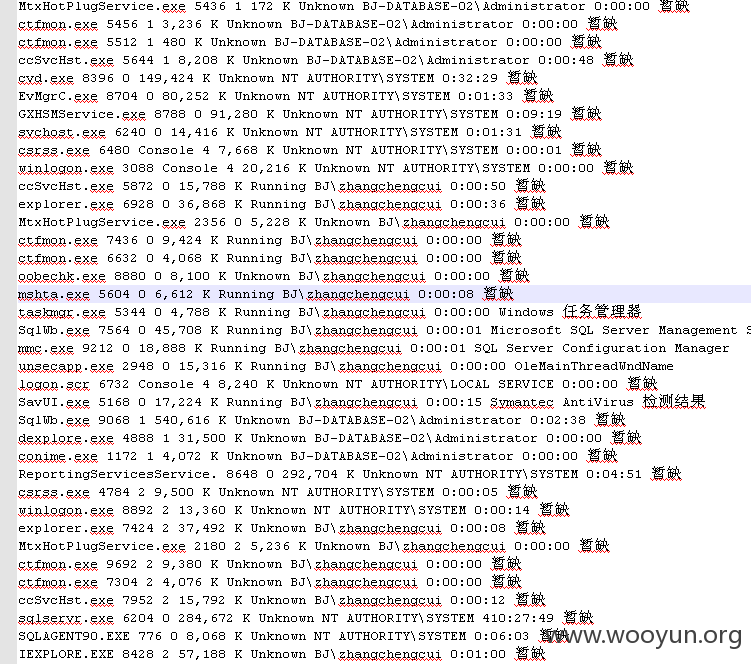 MtxHotPlugService.exe 5436 1 172 K Unknown BJ-DATABASE-02\Administrator 0:00:00 暂缺
ctfmon.exe 5456 1 3,236 K Unknown BJ-DATABASE-02\Administrator 0:00:00 暂缺
ctfmon.exe 5512 1 480 K Unknown BJ-DATABASE-02\Administrator 0:00:00 暂缺
ccSvcHst.exe 5644 1 8,208 K Unknown BJ-DATABASE-02\Administrator 0:00:48 暂缺
cvd.exe 8396 0 149,424 K Unknown NT AUTHORITY\SYSTEM 0:32:29 暂缺
EvMgrC.exe 8704 0 80,252 K Unknown NT AUTHORITY\SYSTEM 0:01:33 暂缺
GXHSMService.exe 8788 0 91,280 K Unknown NT AUTHORITY\SYSTEM 0:09:19 暂缺
svchost.exe 6240 0 14,416 K Unknown NT AUTHORITY\SYSTEM 0:01:31 暂缺
csrss.exe 6480 Console 4 7,668 K Unknown NT AUTHORITY\SYSTEM 0:00:01 暂缺
winlogon.exe 3088 Console 4 20,216 K Unknown NT AUTHORITY\SYSTEM 0:00:00 暂缺
ccSvcHst.exe 5872 0 15,788 K Running BJ\zhangchengcui 0:00:50 暂缺
explorer.exe 6928 0 36,868 K Running BJ\zhangchengcui 0:00:36 暂缺
MtxHotPlugService.exe 2356 0 5,228 K Unknown BJ\zhangchengcui 0:00:00 暂缺
ctfmon.exe 7436 0 9,424 K Running BJ\zhangchengcui 0:00:00 暂缺
ctfmon.exe 6632 0 4,068 K Running BJ\zhangchengcui 0:00:00 暂缺
oobechk.exe 8880 0 8,100 K Unknown BJ\zhangchengcui 0:00:00 暂缺
mshta.exe 5604 0 6,612 K Running BJ\zhangchengcui 0:00:08 暂缺
taskmgr.exe 5344 0 4,788 K Running BJ\zhangchengcui 0:00:00 Windows 任务管理器
SqlWb.exe 7564 0 45,708 K Running BJ\zhangchengcui 0:00:01 Microsoft SQL Server Management S
mmc.exe 9212 0 18,888 K Running BJ\zhangchengcui 0:00:01 SQL Server Configuration Manager
unsecapp.exe 2948 0 15,316 K Running BJ\zhangchengcui 0:00:00 OleMainThreadWndName
logon.scr 6732 Console 4 8,240 K Unknown NT AUTHORITY\LOCAL SERVICE 0:00:00 暂缺
SavUI.exe 5168 0 17,224 K Running BJ\zhangchengcui 0:00:15 Symantec AntiVirus 检测结果
SqlWb.exe 9068 1 540,616 K Unknown BJ-DATABASE-02\Administrator 0:02:38 暂缺
dexplore.exe 4888 1 31,500 K Unknown BJ-DATABASE-02\Administrator 0:00:00 暂缺
conime.exe 1172 1 4,072 K Unknown BJ-DATABASE-02\Administrator 0:00:00 暂缺
ReportingServicesService. 8648 0 292,704 K Unknown NT AUTHORITY\SYSTEM 0:04:51 暂缺
csrss.exe 4784 2 9,500 K Unknown NT AUTHORITY\SYSTEM 0:00:05 暂缺
winlogon.exe 8892 2 13,360 K Unknown NT AUTHORITY\SYSTEM 0:00:14 暂缺
explorer.exe 7424 2 37,492 K Unknown BJ\zhangchengcui 0:00:08 暂缺
MtxHotPlugService.exe 2180 2 5,236 K Unknown BJ\zhangchengcui 0:00:00 暂缺
ctfmon.exe 9692 2 9,380 K Unknown BJ\zhangchengcui 0:00:00 暂缺
ctfmon.exe 7304 2 4,076 K Unknown BJ\zhangchengcui 0:00:00 暂缺
ccSvcHst.exe 7952 2 15,792 K Unknown BJ\zhangchengcui 0:00:12 暂缺
sqlservr.exe 6204 0 284,672 K Unknown NT AUTHORITY\SYSTEM 410:27:49 暂缺
SQLAGENT90.EXE 776 0 8,068 K Unknown NT AUTHORITY\SYSTEM 0:06:03 暂缺
IEXPLORE.EXE 8428 2 57,188 K Unknown BJ\zhangchengcui 0:01:00 暂缺
www.wooyun.org